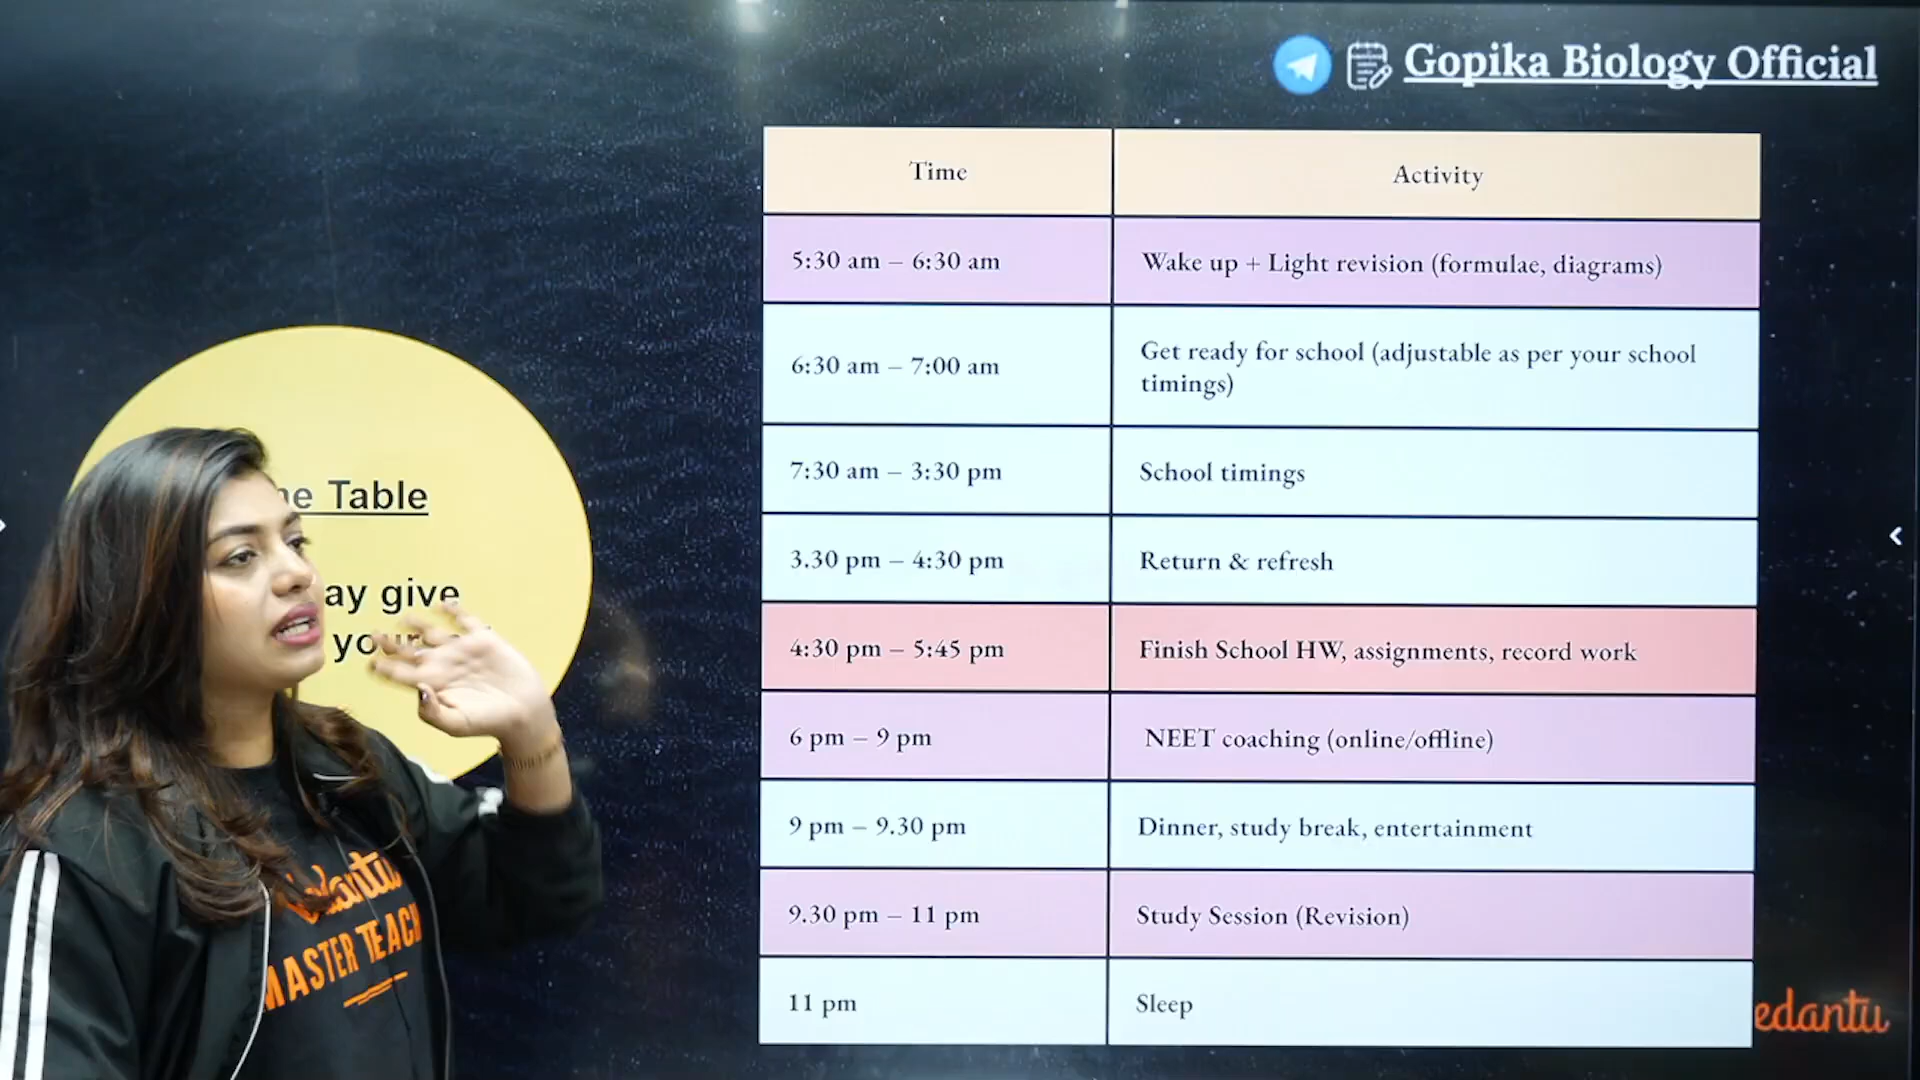 Gopika Biology Official
Time Activity
5:30 am – 6:30 am Wake up + Light revision (formulae, diagrams)
6:30 am – 7:00 am Get ready for school (adjustable as per your school
timings)
7:30 am – 3:30 pm School timings
3.30 pm – 4:30 pm Return & refresh
4:30 pm – 5:45 pm Finish School HW, assignments, record work
6 pm – 9 pm NEET coaching (online/offline)
9 pm – 9.30 pm Dinner, study break, entertainment
9.30 pm – 11 pm Study Session (Revision)
11 pm Sleep
Table
give
MASTER